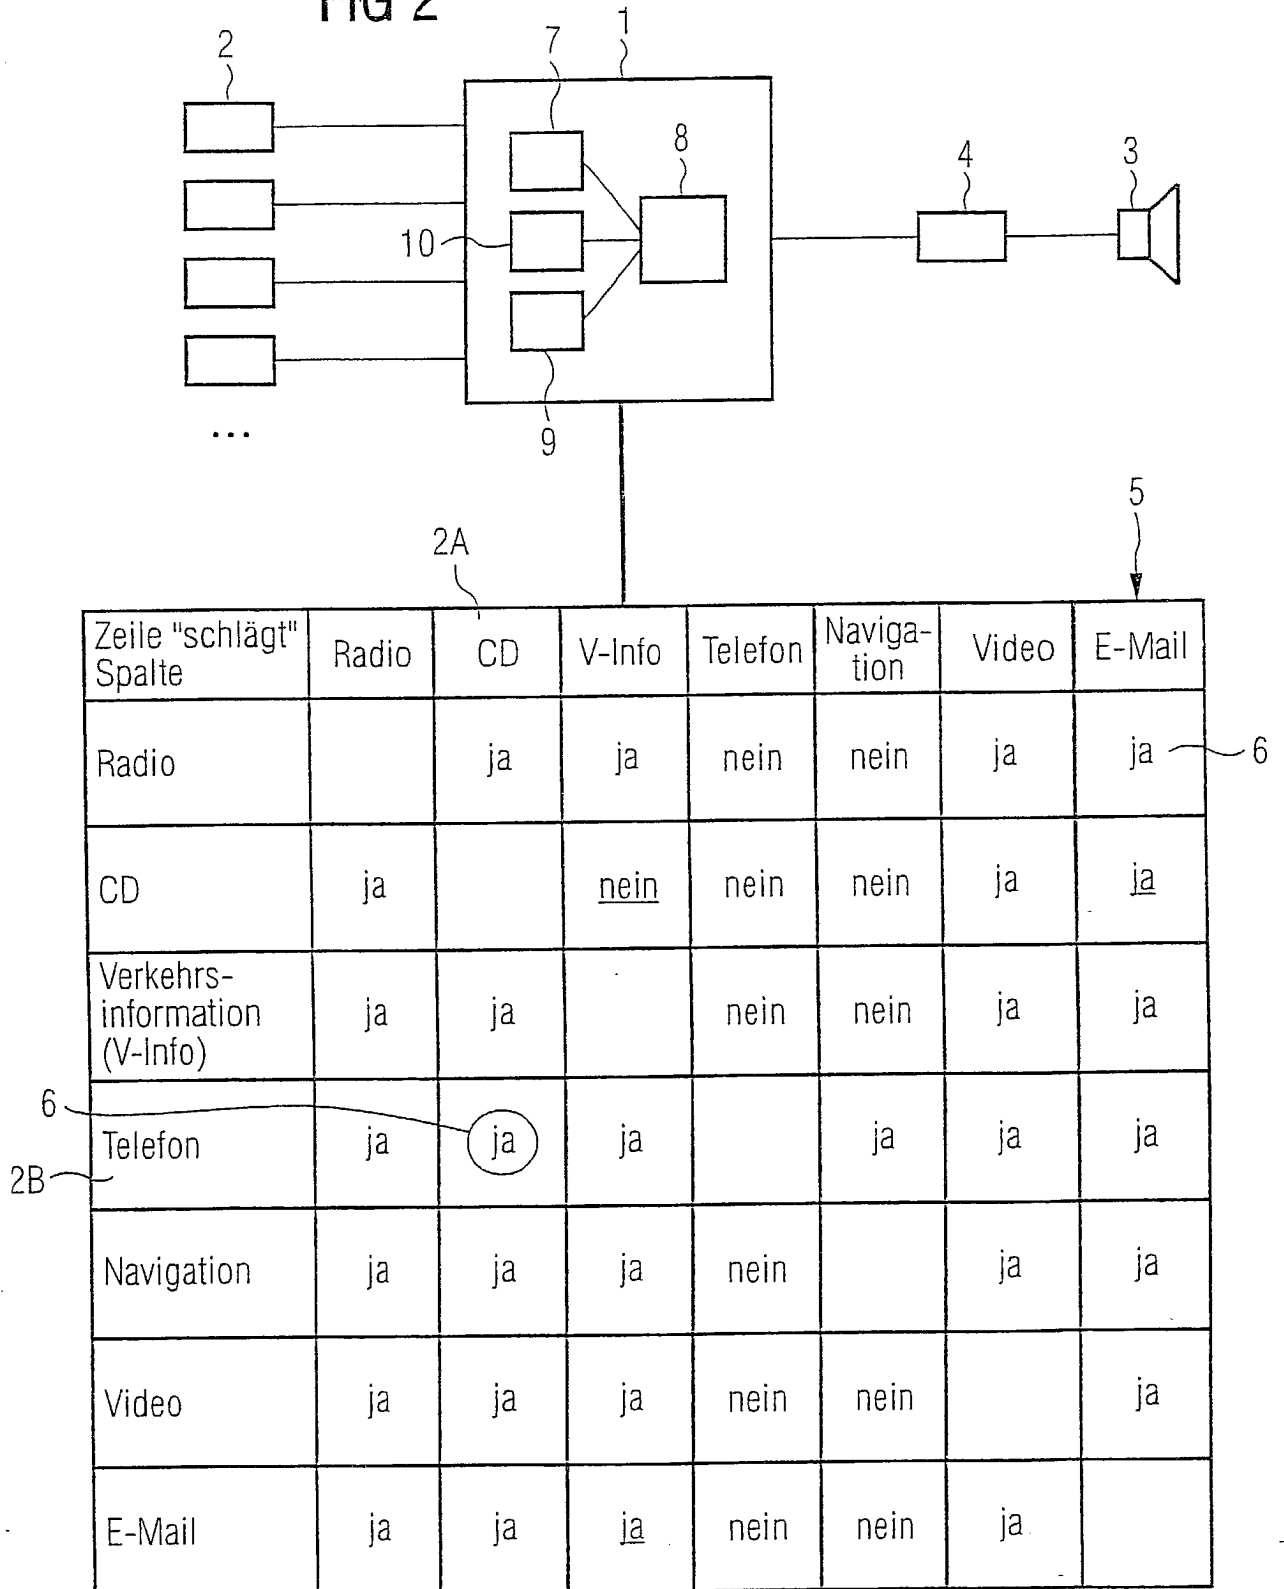 FIG 2
2
7
1
8
4
3
10
9
...
5
2A
Zeile "schlägt" Spalte Radio CD V-Info Telefon Naviga-tion Video E-Mail
Radio ja ja nein nein ja ja 6
CD ja nein nein nein ja ja
Verkehrs-
information
(V-Info) ja ja nein nein ja ja
6
Telefon ja ja ja ja ja ja
2B
Navigation ja ja ja nein ja ja
Video ja ja ja nein nein ja
E-Mail ja ja ja nein nein ja